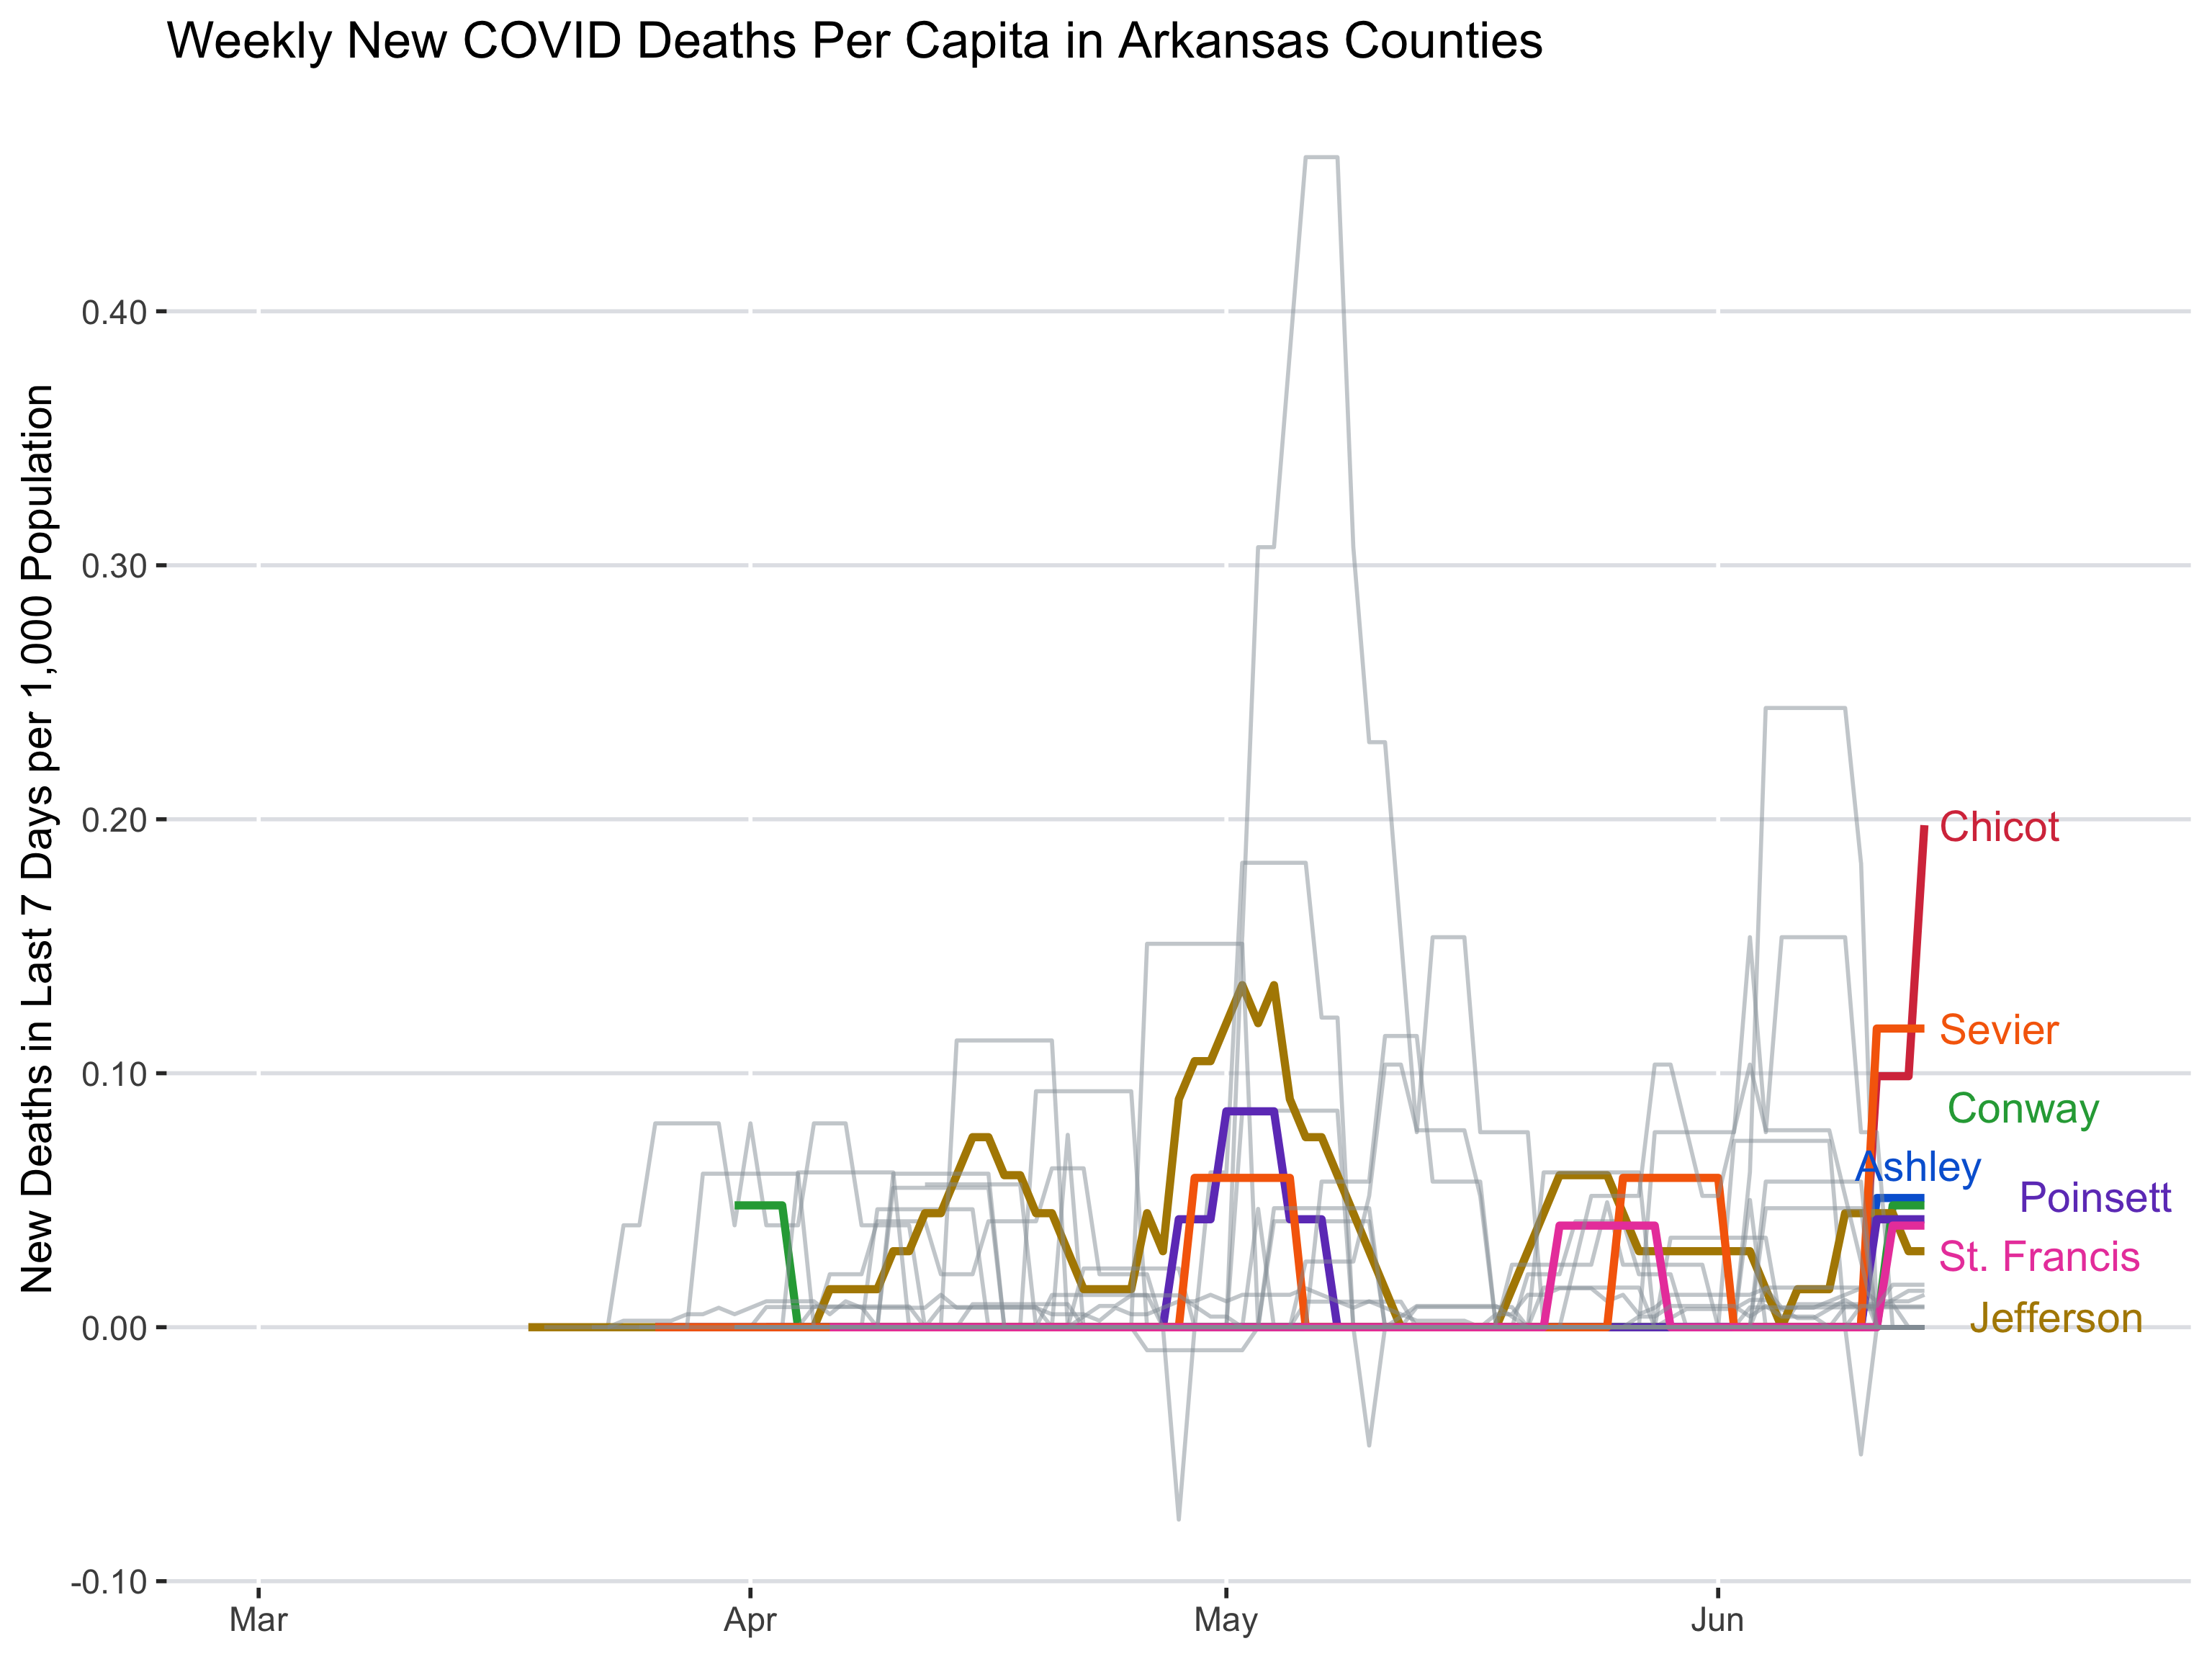 Weekly New COVID Deaths Per Capita in Arkansas Counties
New Deaths in Last 7 Days per 1,000 Population
0.40
0.30
0.20
0.10
0.00
-0.10
Mar
Apr
May
Jun
Chicot
Sevier
Conway
Ashley
Poinsett
St. Francis
Jefferson